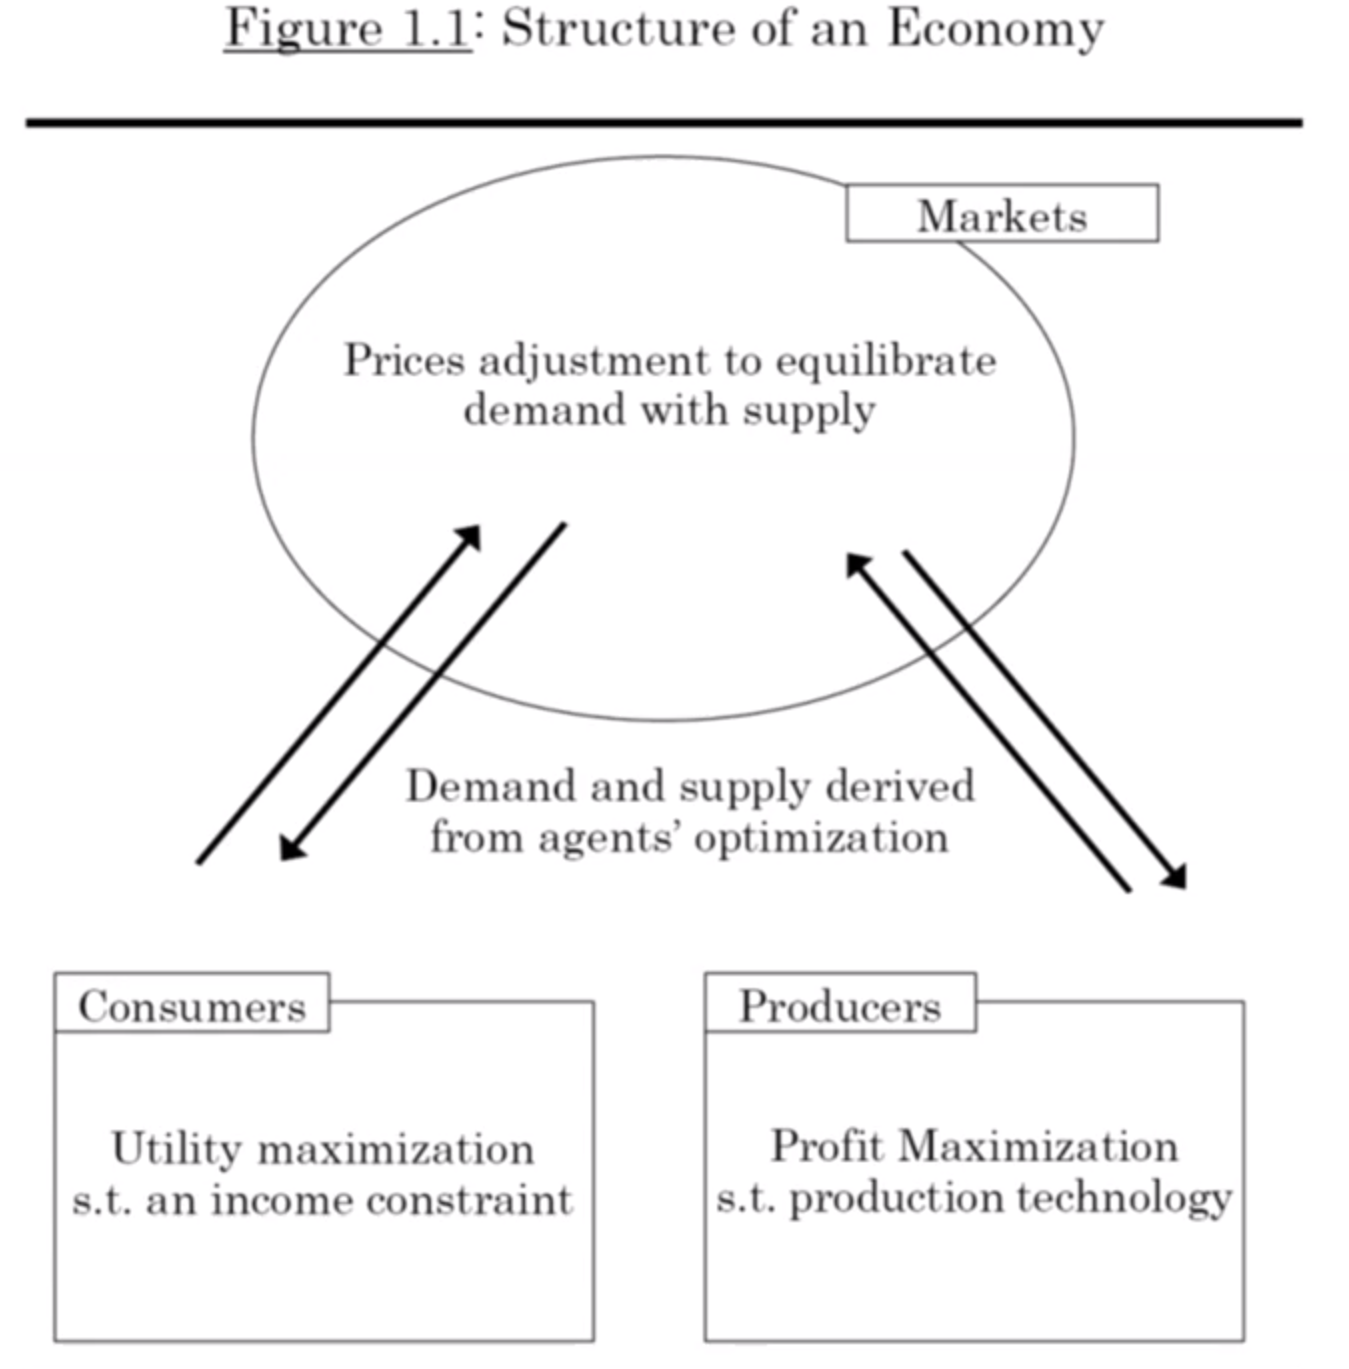 Figure 1.1: Structure of an Economy
Markets
Prices adjustment to equilibrate
demand with supply
Demand and supply derived
from agents’ optimization
Consumers
Utility maximization
s.t. an income constraint
Producers
Profit Maximization
s.t. production technology